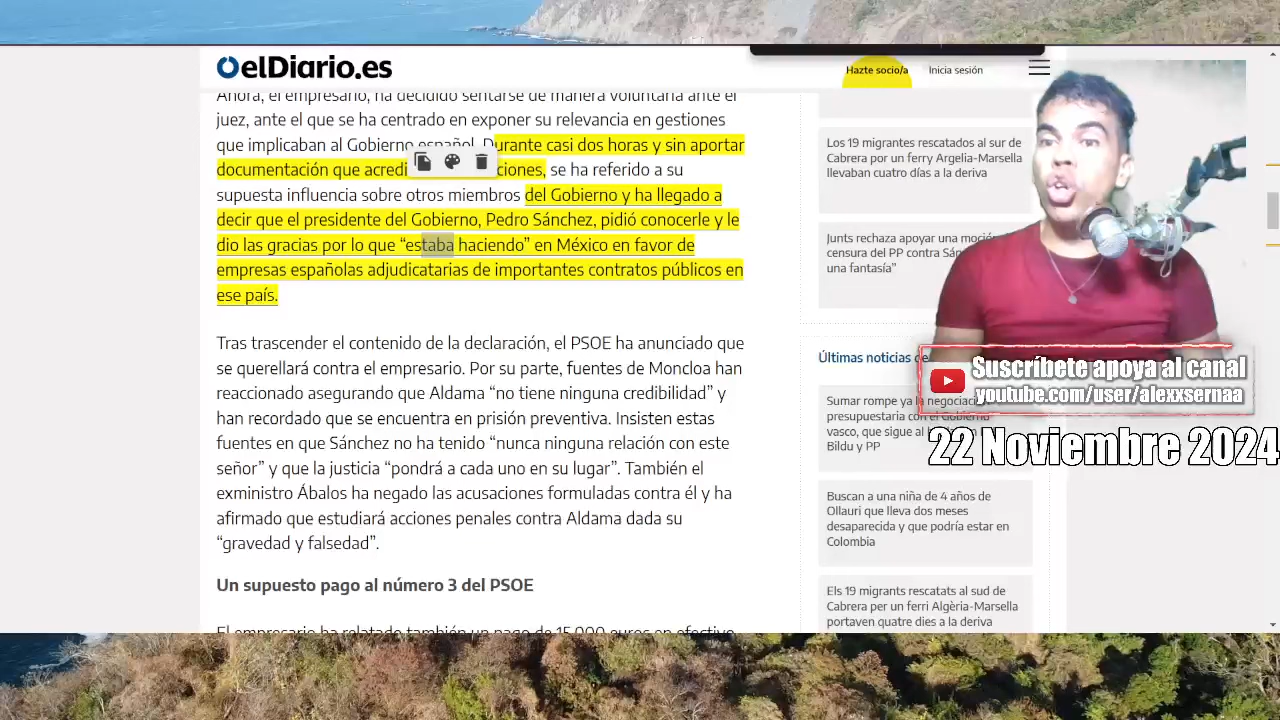 elDiario.es
Hazte socio/a
Inicia sesión
Ahora, el empresario, ha decidido sentarse de manera voluntaria ante el
juez, ante el que se ha centrado en exponer su relevancia en gestiones
que implicaban al Gobierno español. Durante casi dos horas y sin aportar
documentación que acredi ciones, se ha referido a su
supuesta influencia sobre otros miembros del Gobierno y ha llegado a
decir que el presidente del Gobierno, Pedro Sánchez, pidió conocerle y le
dio las gracias por lo que “estaba haciendo” en México en favor de
empresas españolas adjudicatarias de importantes contratos públicos en
ese país.
Tras trascender el contenido de la declaración, el PSOE ha anunciado que
se querellará contra el empresario. Por su parte, fuentes de Moncloa han
reaccionado asegurando que Aldama “no tiene ninguna credibilidad” y
han recordado que se encuentra en prisión preventiva. Insisten estas
fuentes en que Sánchez no ha tenido “nunca ninguna relación con este
señor” y que la justicia “pondrá a cada uno en su lugar”. También el
exministro Ábalos ha negado las acusaciones formuladas contra él y ha
afirmado que estudiará acciones penales contra Aldama dada su
“gravedad y falsedad”.
Un supuesto pago al número 3 del PSOE
El empresario ha relatado también un pago de 15.000 euros en efectivo
Los 19 migrantes rescatados al sur de
Cabrera por un ferry Argelia-Marsella
llevaban cuatro días a la deriva
Junts rechaza apoyar una moción
censura del PP contra Sán
una fantasía”
Últimas noticias de
Sumar rompe ya la negociación
presupuestaria con el Gobierno
vasco, que sigue al
Bildu y PP
Buscan a una niña de 4 años de
Ollauri que lleva dos meses
desaparecida y que podría estar en
Colombia
Els 19 migrants rescatats al sud de
Cabrera per un ferri Algèria-Marsella
portaven quatre dies a la deriva
Suscríbete apoya al canal
youtube.com/user/alexxsernaa
22 Noviembre 2024